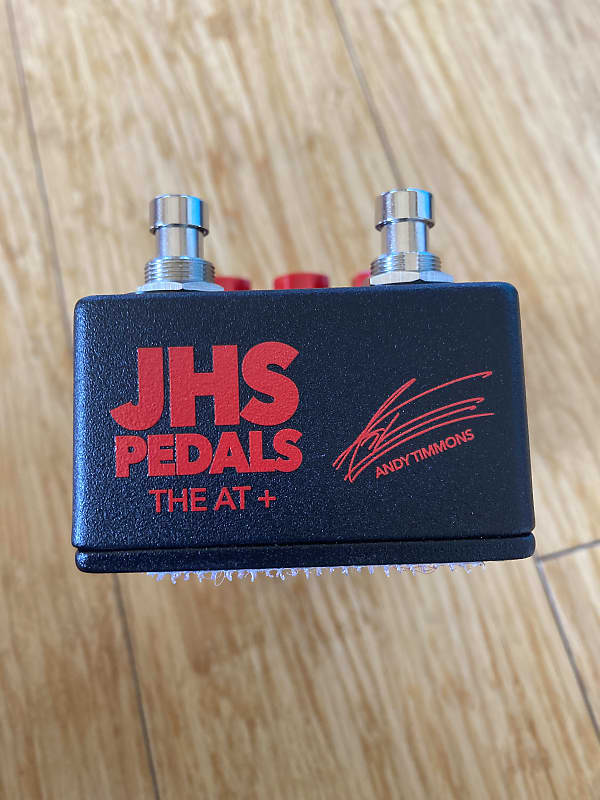 JHS
PEDALS
THE AT +
ANDY TIMMONS